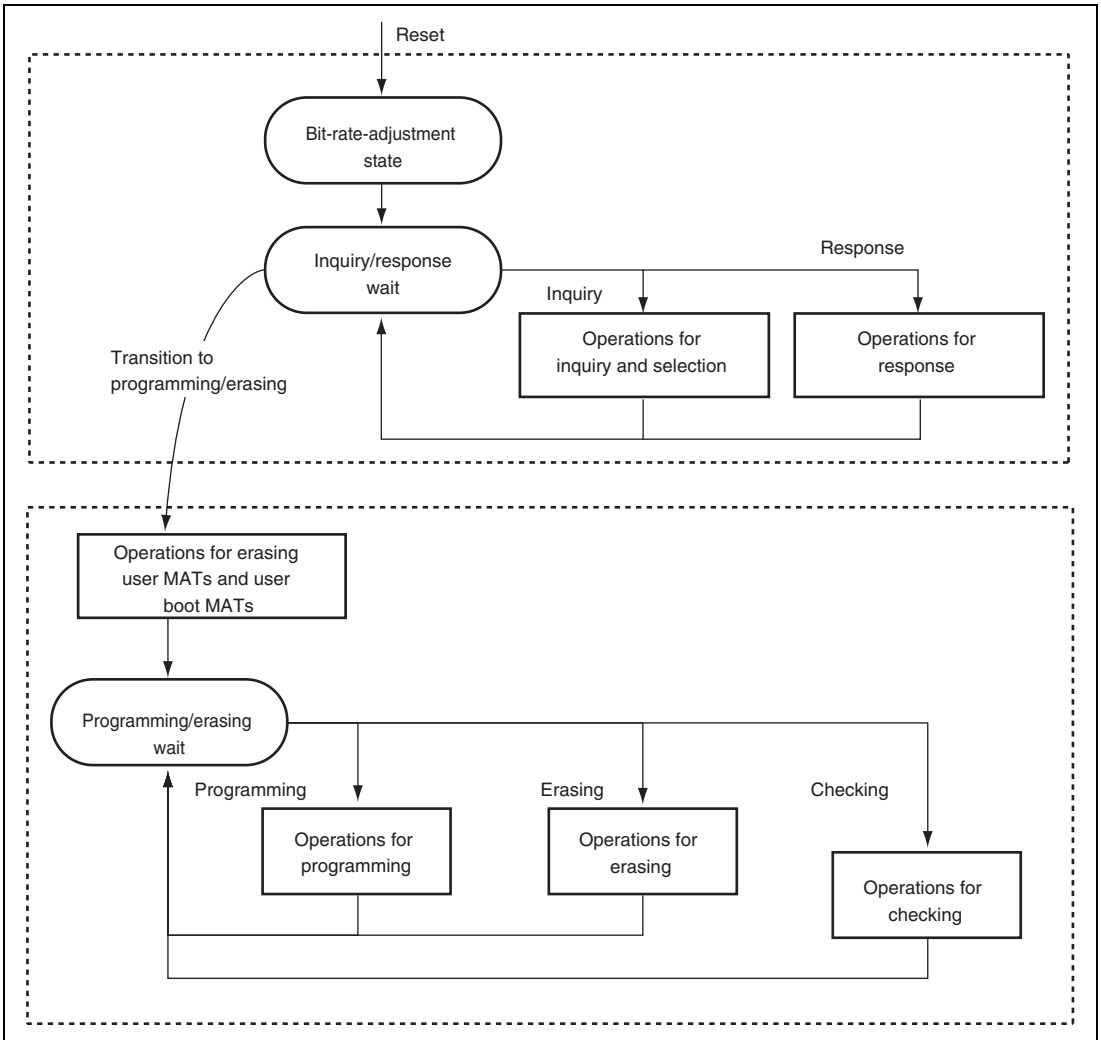 Reset
Bit-rate-adjustment
state
Inquiry/response
wait
Response
Inquiry
Operations for
inquiry and selection
Operations for
response
Transition to
programming/erasing
Operations for erasing
user MATs and user
boot MATs
Programming/erasing
wait
Programming
Erasing
Checking
Operations for
programming
Operations for
erasing
Operations for
checking